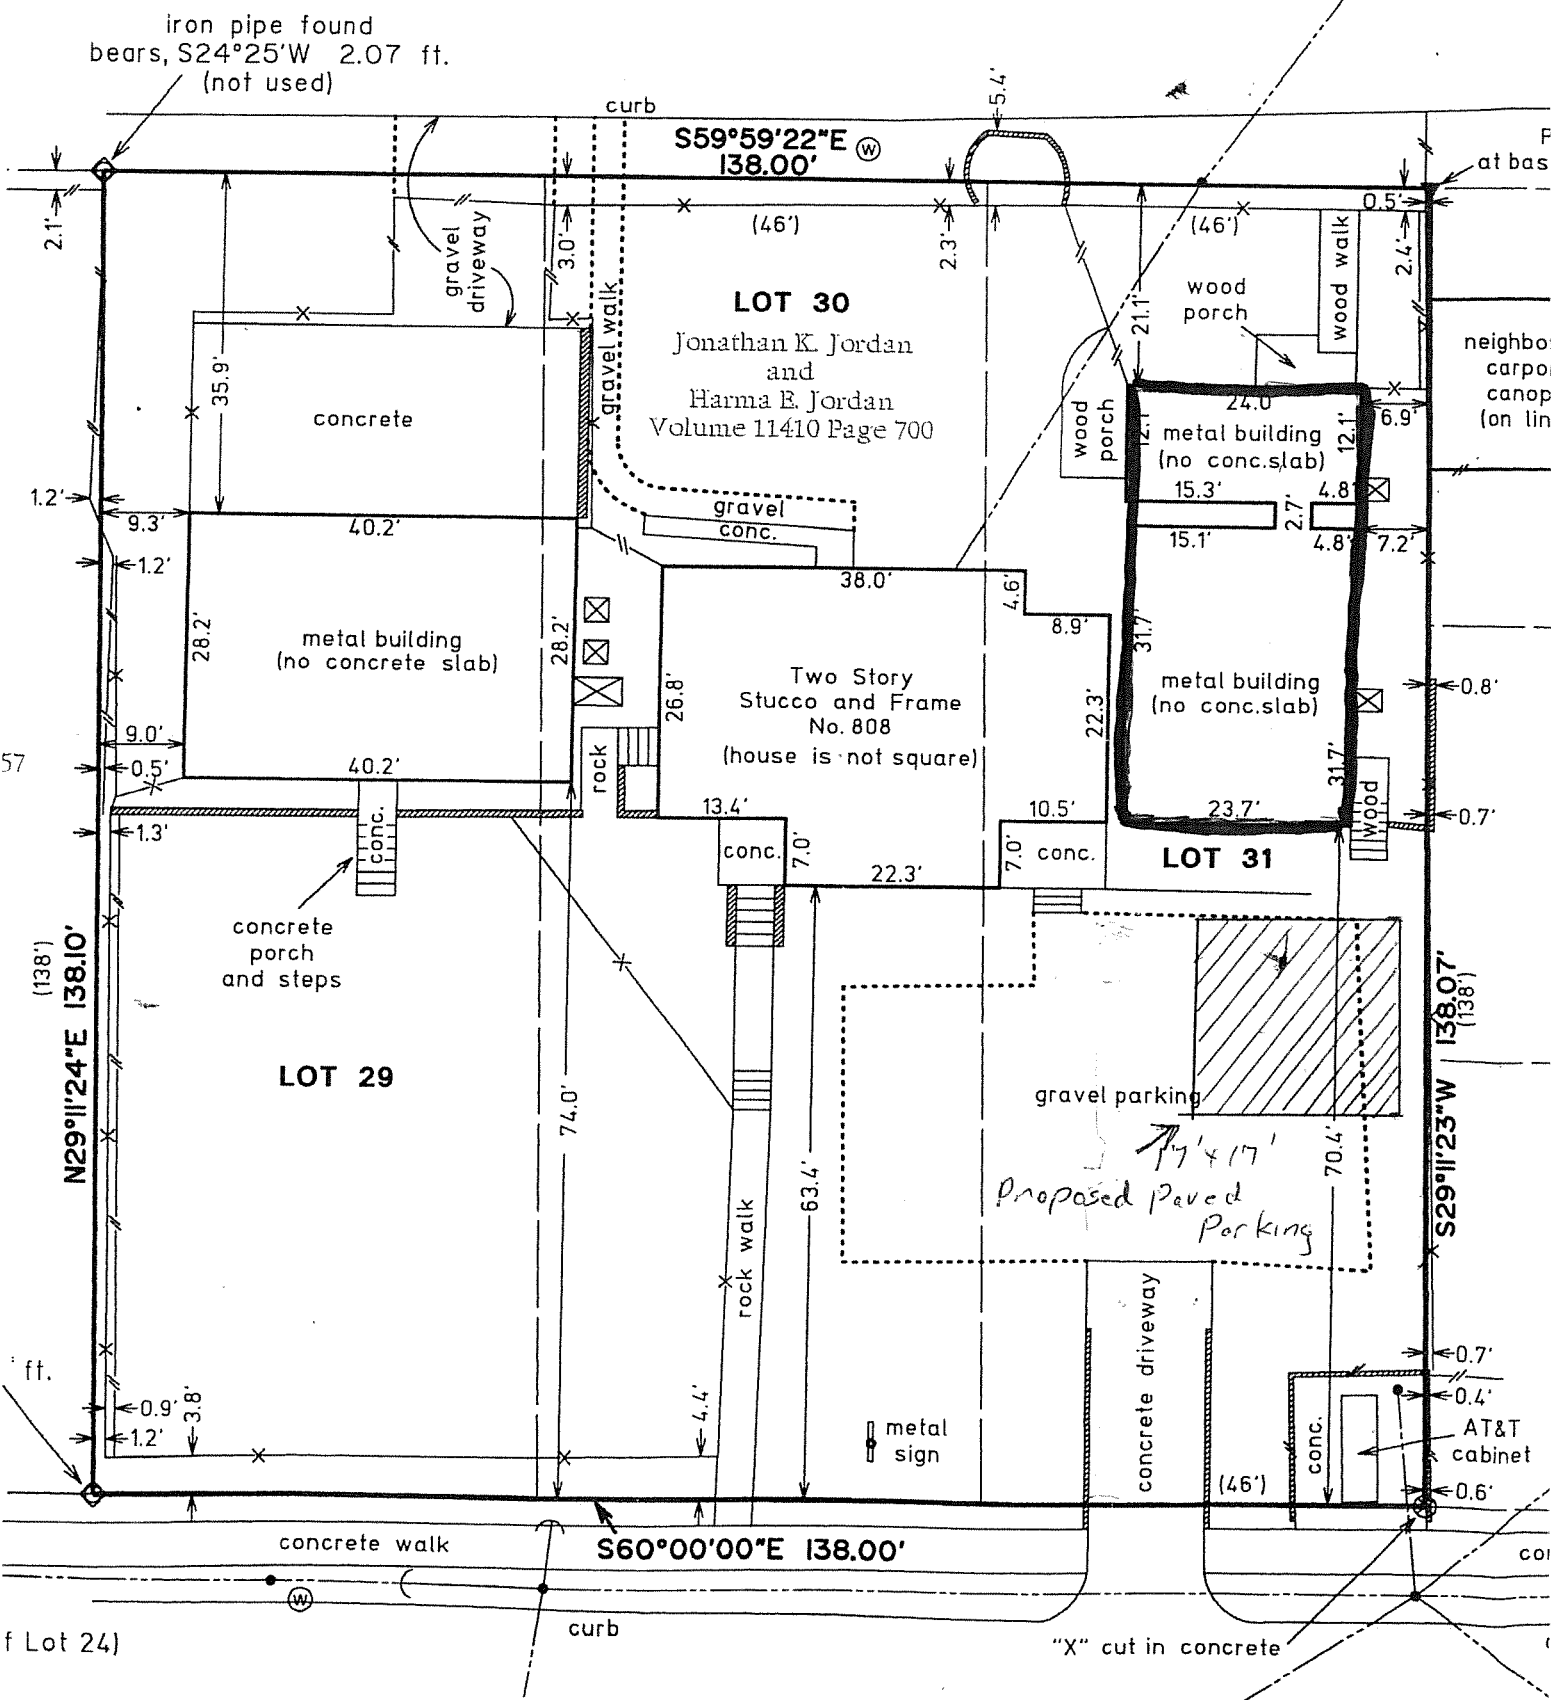 iron pipe found
bears, S24°25'W 2.07 ft.
(not used)
curb
5.4'
S59°59'22"E
138.00'
W
at bas
2.1'
0.5'
(46')
(46')
3.0'
2.3'
2.4'
gravel
driveway
gravel walk
35.9'
LOT 30
Jonathan K. Jordan
and
Harma E. Jordan
Volume 11410 Page 700
21.1'
wood
porch
wood walk
neighbo
carpo
canop
(on lin
concrete
wood
porch
24.0'
12.1'
12.1'
6.9'
metal building
(no conc.slab)
1.2'
9.3'
40.2'
gravel
conc.
15.3'
4.8'
2.7'
15.1'
4.8'
7.2'
1.2'
38.0'
4.6'
8.9'
28.2'
metal building
(no concrete slab)
28.2'
26.8'
Two Story
Stucco and Frame
No. 808
(house is not square)
22.3'
31.7'
metal building
(no conc.slab)
31.7'
0.8'
57
9.0'
0.5'
40.2'
rock
13.4'
10.5'
23.7'
wood
0.7'
1.3'
conc.
conc.
7.0'
22.3'
7.0'
conc.
LOT 31
concrete
porch
and steps
(138')
N29°11'24"E 138.10'
LOT 29
74.0'
63.4'
rock walk
gravel parking
17'x17'
Proposed Paved
Parking
70.4'
S29°11'23"W 138.07'
(138')
concrete driveway
0.7'
0.4'
ft.
0.9'
3.8'
1.2'
4.4'
metal
sign
conc.
AT&T
cabinet
(46')
0.6'
concrete walk
S60°00'00"E 138.00'
W
curb
f Lot 24)
"X" cut in concrete